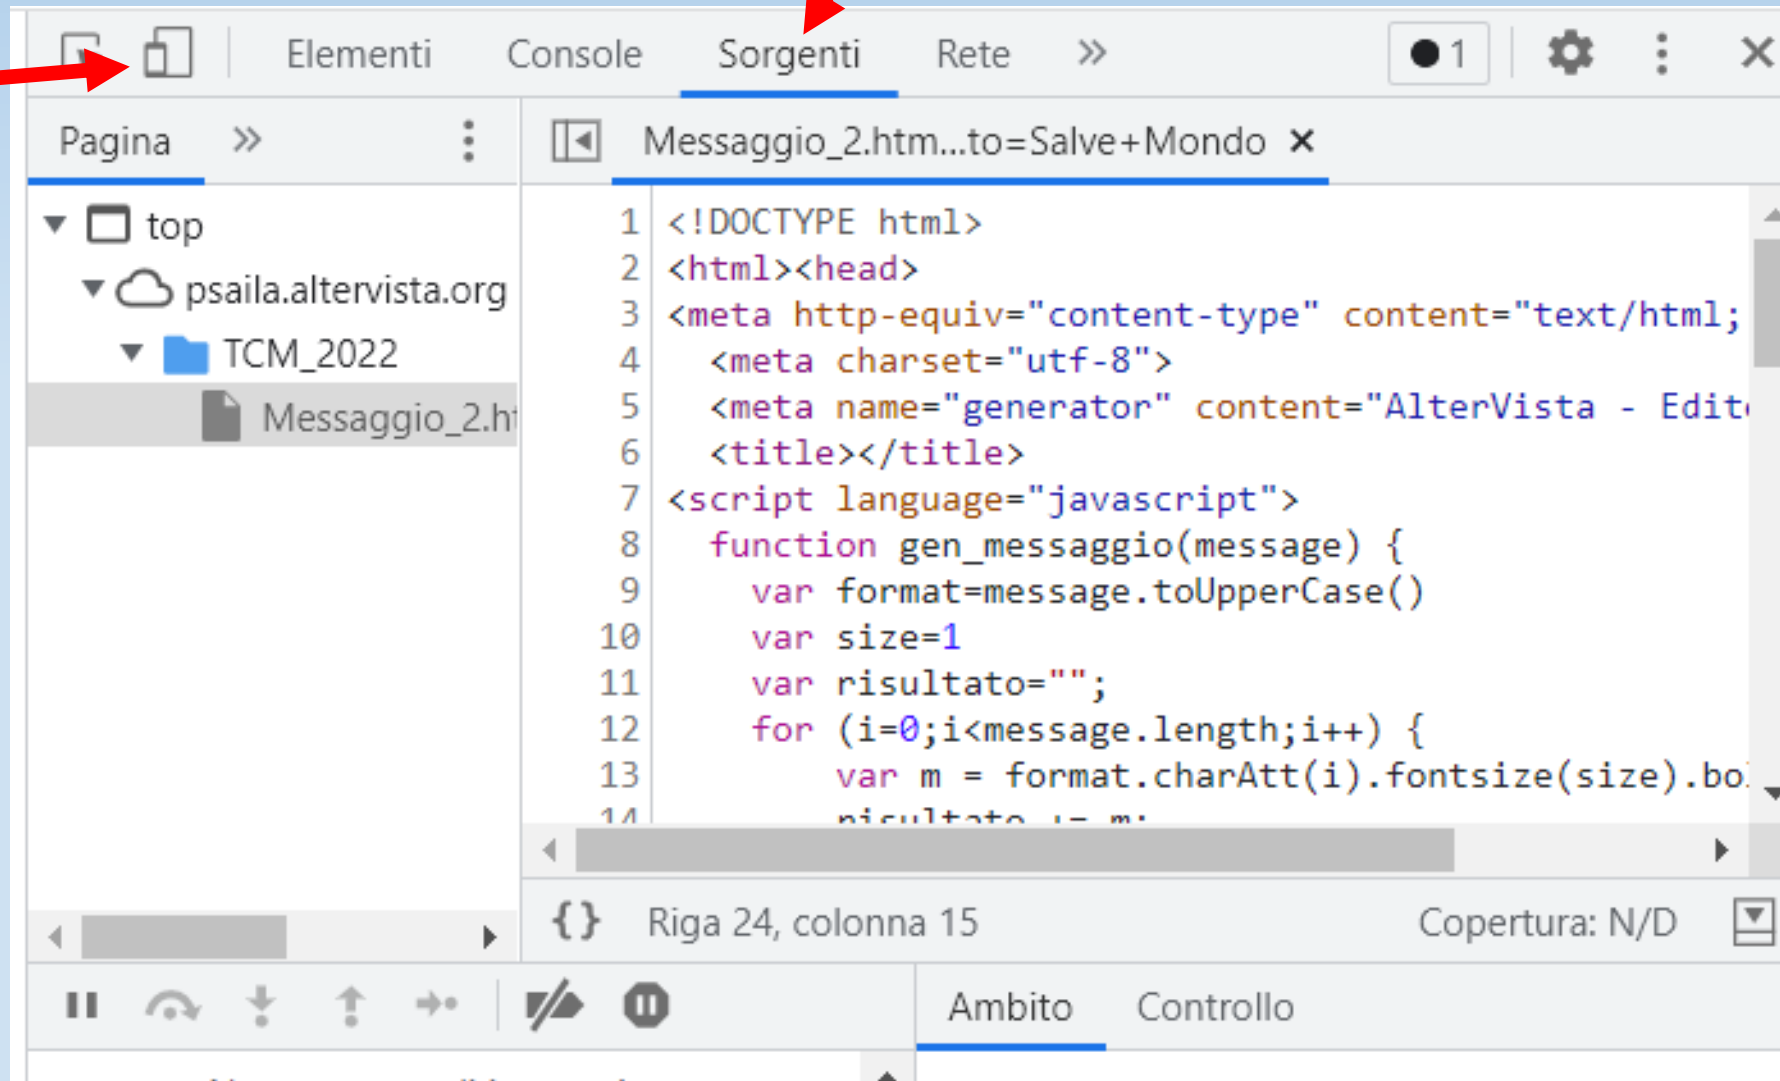 Elementi Console Sorgenti Rete 1
Pagina
Messaggio_2.htm...to=Salve+Mondo
top
psaila.altervista.org
TCM_2022
Messaggio_2.h
1 <!DOCTYPE html>
2 <html><head>
3 <meta http-equiv="content-type" content="text/html;
4 <meta charset="utf-8">
5 <meta name="generator" content="AlterVista - Edit
6 <title></title>
7 <script language="javascript">
8 function gen_messaggio(message) {
9 var format=message.toUpperCase()
10 var size=1
11 var risultato="";
12 for (i=0;i<message.length;i++) {
13 var m = format.charAtt(i).fontsize(size).bo
14 risultato += m;
{} Riga 24, colonna 15 Copertura: N/D
Ambito Controllo